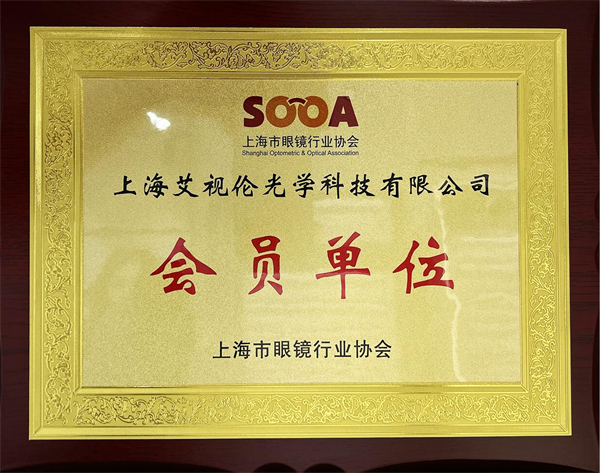 SOOA
上海市眼镜行业协会
Shanghai Optometric & Optical Association
上海艾视伦光学科技有限公司
会员单位
上海市眼镜行业协会